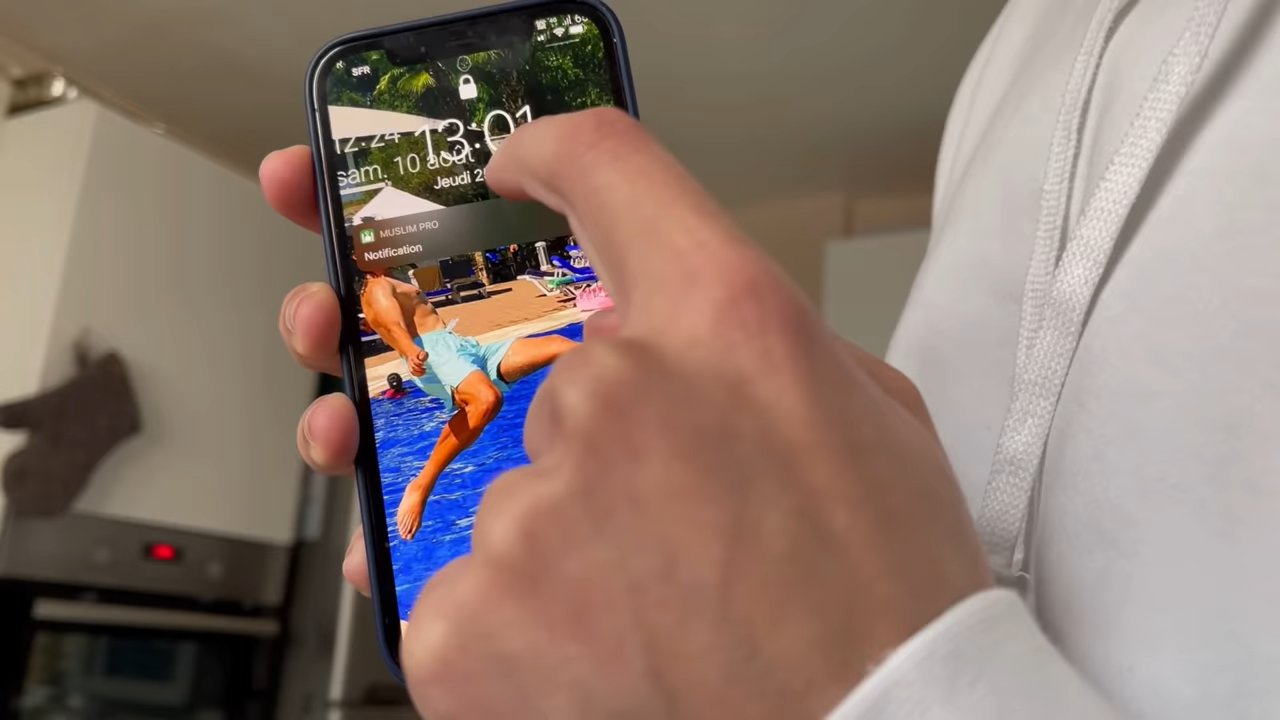 SFR
12:24
13:01
sam. 10 août
Jeudi
MUSLIM PRO
Notification